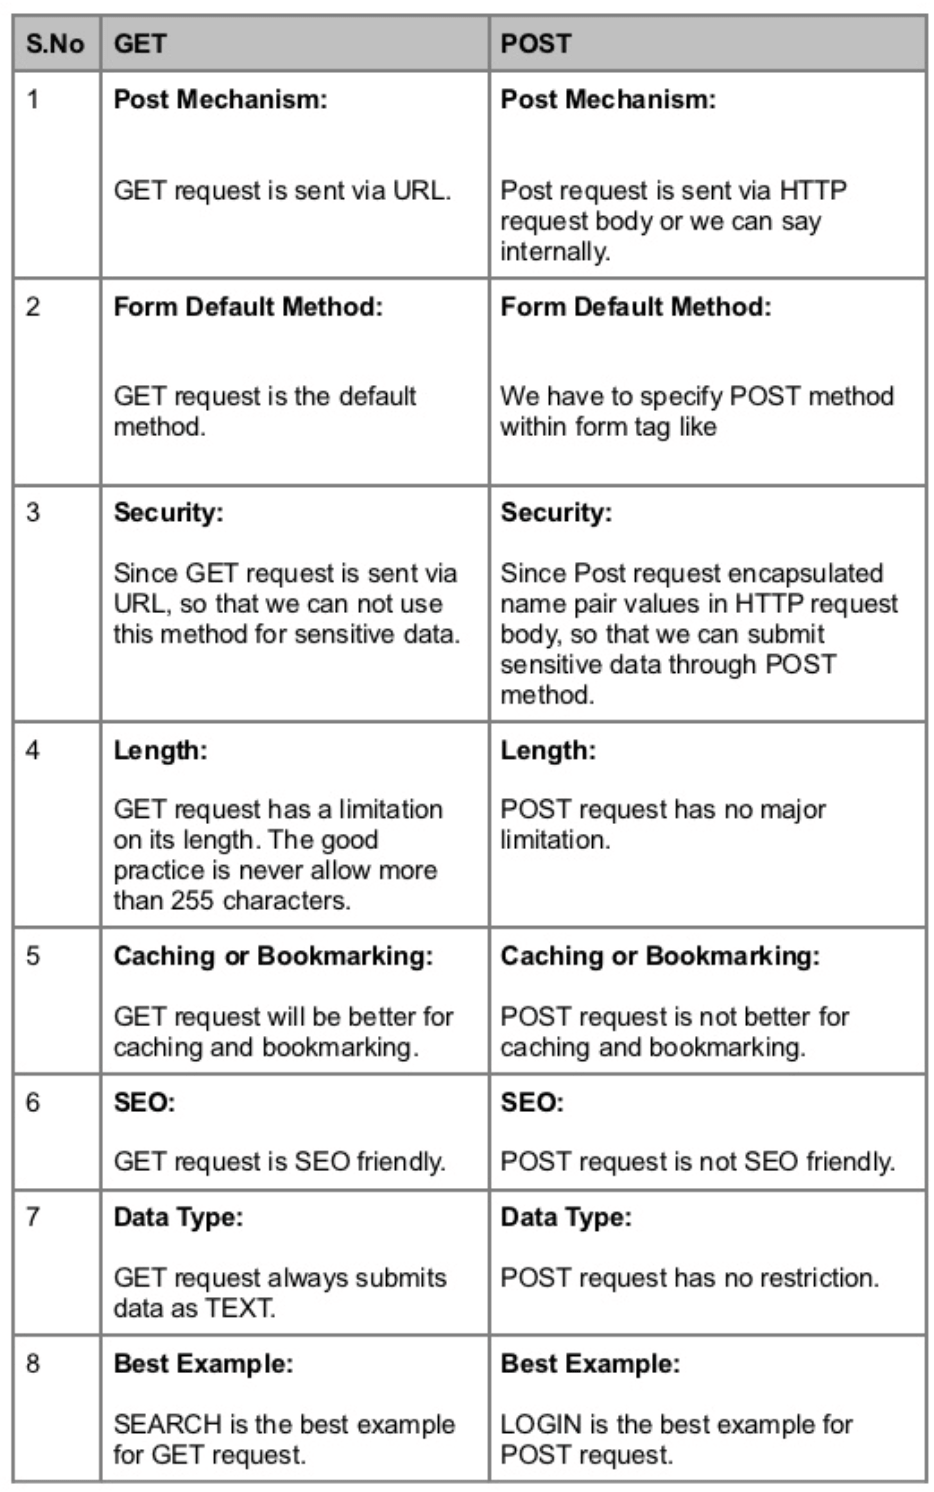 S.No GET POST
1 Post Mechanism: Post Mechanism:
GET request is sent via URL. Post request is sent via HTTP
request body or we can say
internally.
2 Form Default Method: Form Default Method:
GET request is the default We have to specify POST method
method. within form tag like
3 Security: Security:
Since GET request is sent via Since Post request encapsulated
URL, so that we can not use name pair values in HTTP request
this method for sensitive data. body, so that we can submit
sensitive data through POST
method.
4 Length: Length:
GET request has a limitation POST request has no major
on its length. The good limitation.
practice is never allow more
than 255 characters.
5 Caching or Bookmarking: Caching or Bookmarking:
GET request will be better for POST request is not better for
caching and bookmarking. caching and bookmarking.
6 SEO: SEO:
GET request is SEO friendly. POST request is not SEO friendly.
7 Data Type: Data Type:
GET request always submits POST request has no restriction.
data as TEXT.
8 Best Example: Best Example:
SEARCH is the best example LOGIN is the best example for
for GET request. POST request.